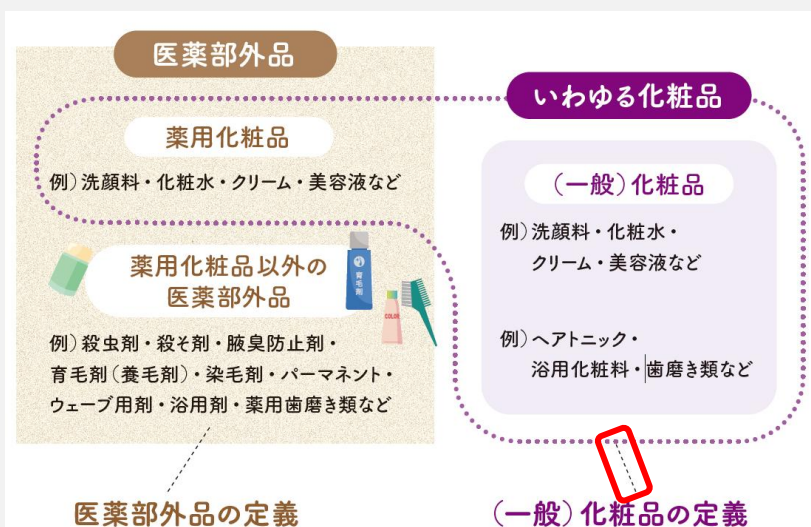 医薬部外品
いわゆる化粧品
薬用化粧品
例）洗顔料・化粧水・クリーム・美容液など
（一般）化粧品
例）洗顔料・化粧水・
クリーム・美容液など
薬用化粧品以外の
医薬部外品
育毛剤
COLOR
例）殺虫剤・殺そ剤・腋臭防止剤・
育毛剤（養毛剤）・染毛剤・パーマネント・
ウェーブ用剤・浴用剤・薬用歯磨き類など
例）ヘアトニック・
浴用化粧料・歯磨き類など
医薬部外品の定義
（一般）化粧品の定義